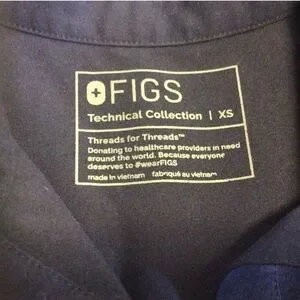 FIGS
Technical Collection | XS
Threads for Threads™
Donating to healthcare providers in need
around the world. Because everyone
deserves to #wearFIGS
made in vietnam fabriqué au vietnam